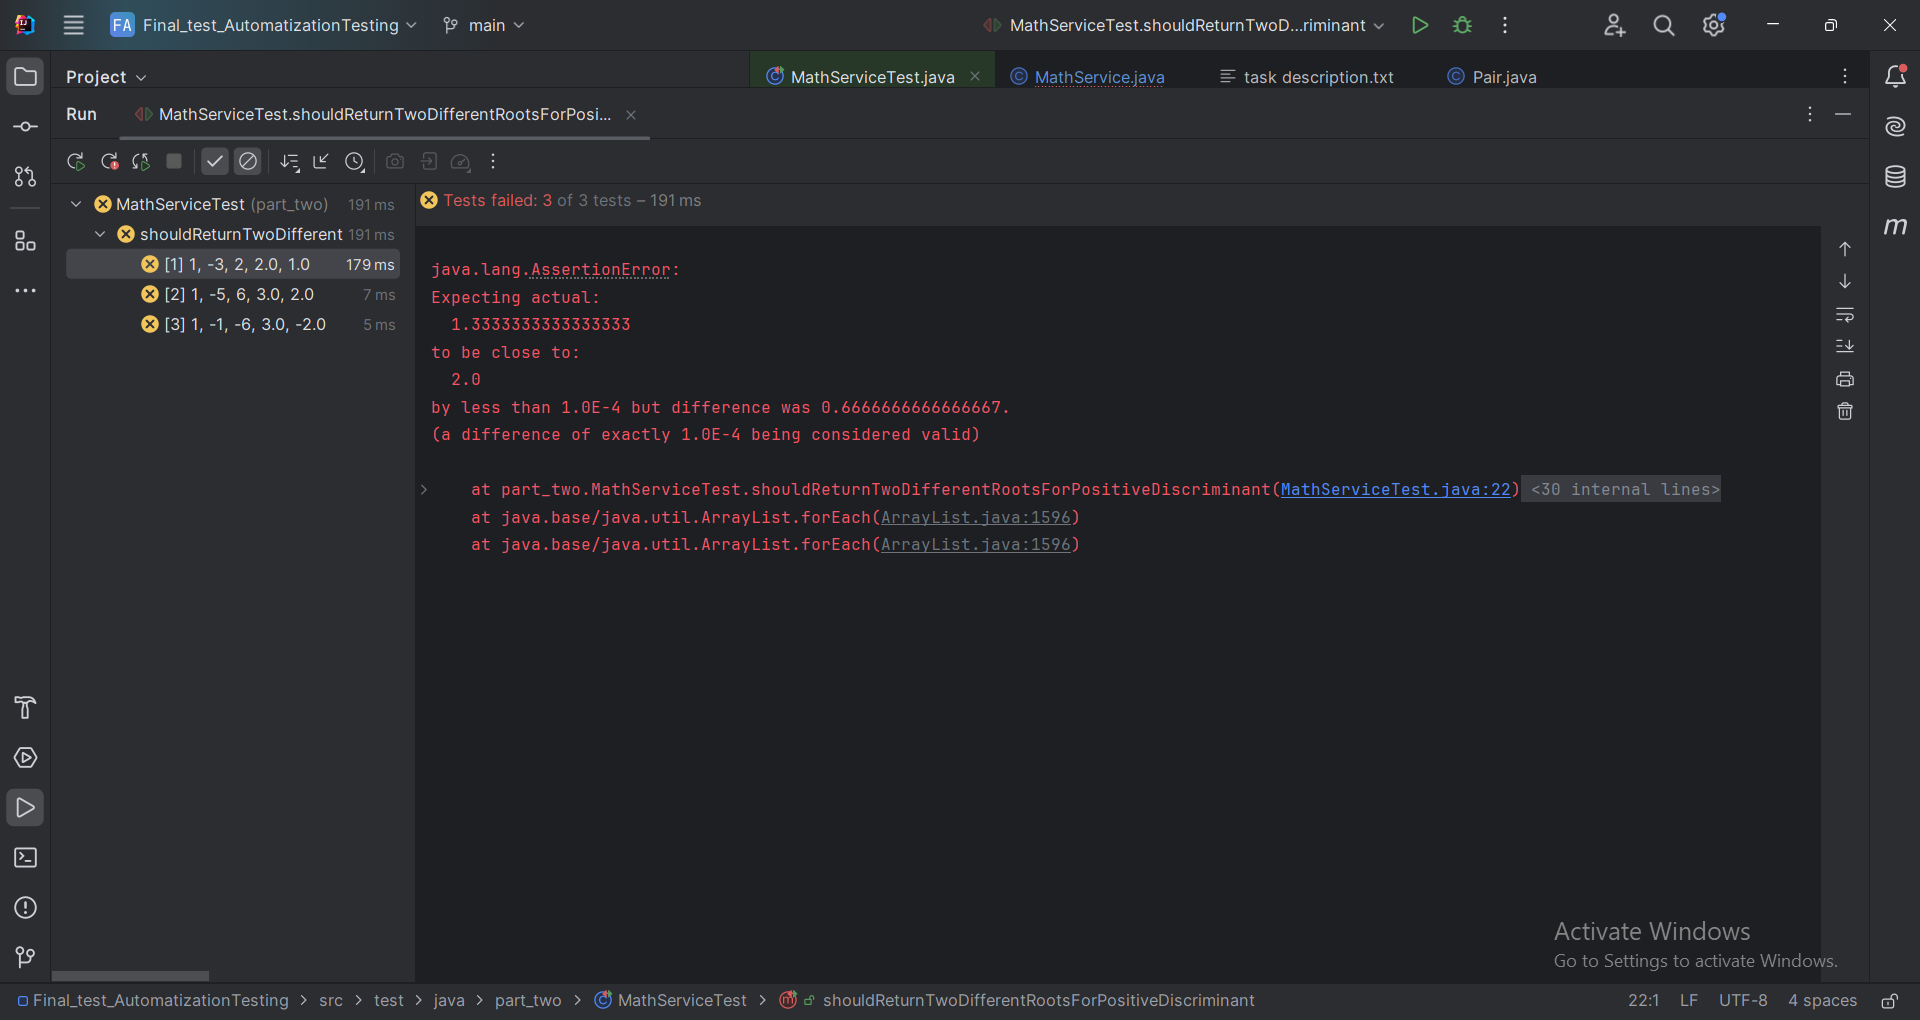 FA Final_test_AutomatizationTesting main MathServiceTest.shouldReturnTwoD...riminant
Project MathServiceTest.java MathService.java task description.txt Pair.java
Run MathServiceTest.shouldReturnTwoDifferentRootsForPosi...
MathServiceTest (part_two) 191 ms
shouldReturnTwoDifferent 191 ms
[1] 1, -3, 2, 2.0, 1.0 179 ms
[2] 1, -5, 6, 3.0, 2.0 7 ms
[3] 1, -1, -6, 3.0, -2.0 5 ms
Tests failed: 3 of 3 tests – 191 ms
java.lang.AssertionError:
Expecting actual:
1.3333333333333333
to be close to:
2.0
by less than 1.0E-4 but difference was 0.6666666666666667.
(a difference of exactly 1.0E-4 being considered valid)
at part_two.MathServiceTest.shouldReturnTwoDifferentRootsForPositiveDiscriminant(MathServiceTest.java:22) <30 internal lines>
at java.base/java.util.ArrayList.forEach(ArrayList.java:1596)
at java.base/java.util.ArrayList.forEach(ArrayList.java:1596)
Activate Windows
Go to Settings to activate Windows.
Final_test_AutomatizationTesting > src > test > java > part_two > MathServiceTest > shouldReturnTwoDifferentRootsForPositiveDiscriminant 22:1 LF UTF-8 4 spaces